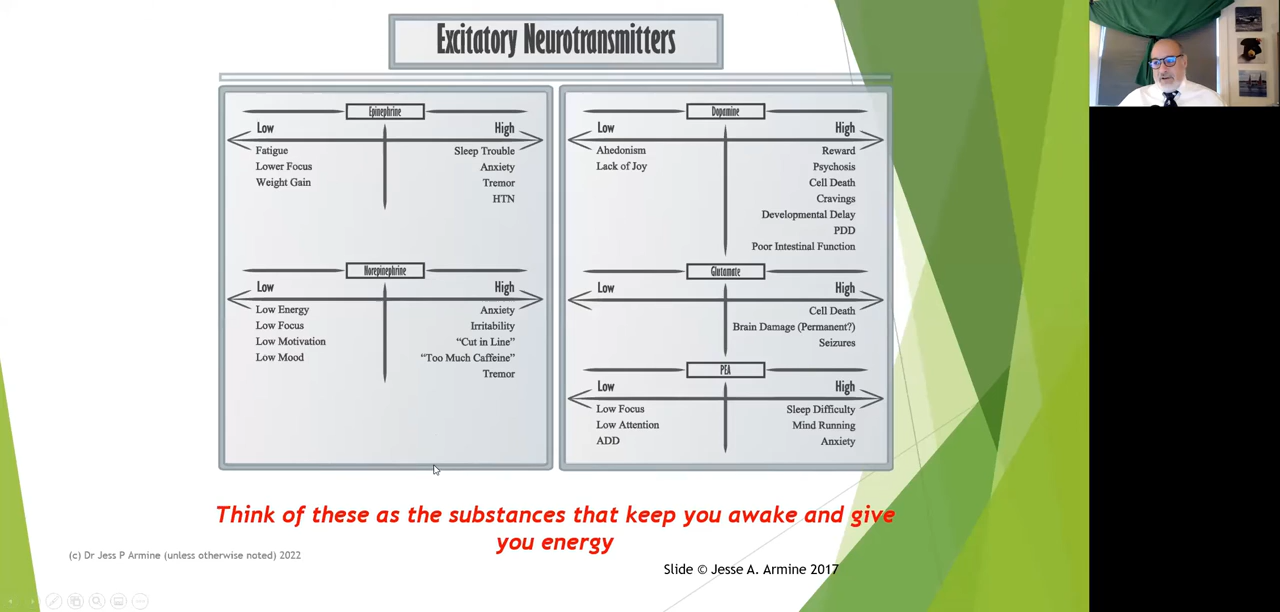 Excitatory Neurotransmitters
Epinephrine
Low
High
Fatigue
Lower Focus
Weight Gain
Sleep Trouble
Anxiety
Tremor
HTN
Norepinephrine
Low
High
Low Energy
Low Focus
Low Motivation
Low Mood
Anxiety
Irritability
“Cut in Line”
“Too Much Caffeine”
Tremor
Dopamine
Low
High
Ahedonism
Lack of Joy
Reward
Psychosis
Cell Death
Cravings
Developmental Delay
PDD
Poor Intestinal Function
Glutamate
Low
High
Cell Death
Brain Damage (Permanent?)
Seizures
PEA
Low
High
Low Focus
Low Attention
ADD
Sleep Difficulty
Mind Running
Anxiety
Think of these as the substances that keep you awake and give
you energy
(c) Dr Jess P Armine (unless otherwise noted) 2022
Slide © Jesse A. Armine 2017